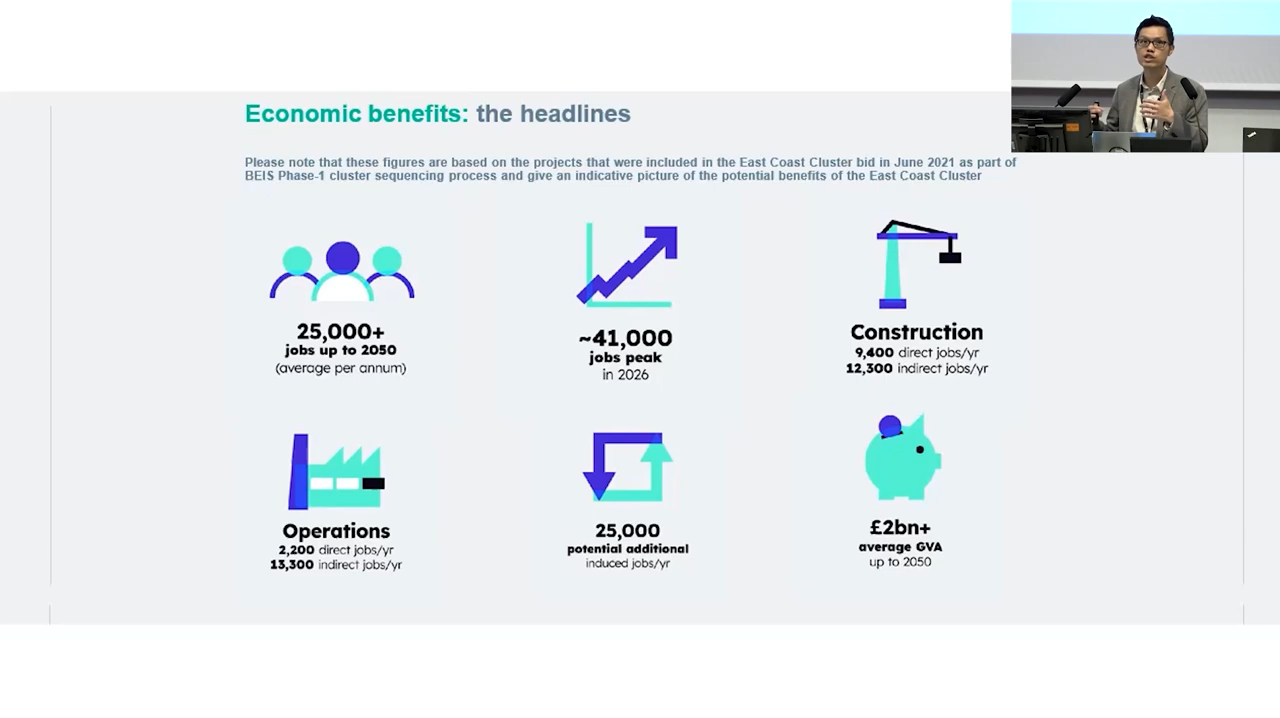 Economic benefits: the headlines
Please note that these figures are based on the projects that were included in the East Coast Cluster bid in June 2021 as part of
BEIS Phase-1 cluster sequencing process and give an indicative picture of the potential benefits of the East Coast Cluster
25,000+
jobs up to 2050
(average per annum)
~41,000
jobs peak
in 2026
Construction
9,400 direct jobs/yr
12,300 indirect jobs/yr
Operations
2,200 direct jobs/yr
13,300 indirect jobs/yr
25,000
potential additional
induced jobs/yr
£2bn+
average GVA
up to 2050